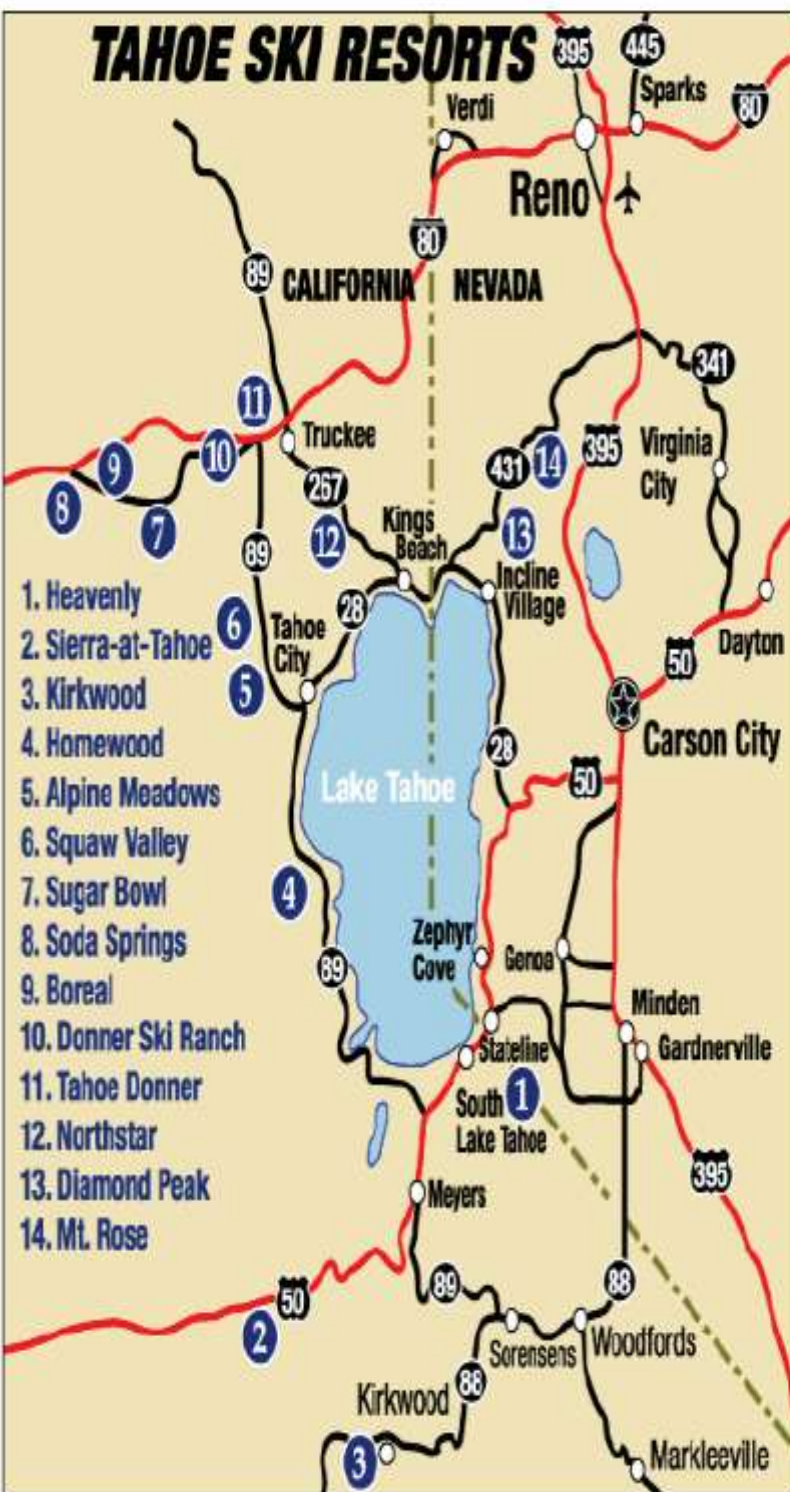 TAHOE SKI RESORTS
395
445
Sparks
Verdi
80
Reno
80
89
CALIFORNIA
NEVADA
341
11
Truckee
395
Virginia
City
14
431
10
9
8
7
267
12
Kings
Beach
13
89
Incline
Village
28
6
Tahoe
City
5
Dayton
50
Carson City
28
50
Lake Tahoe
1. Heavenly
2. Sierra-at-Tahoe
3. Kirkwood
4. Homewood
5. Alpine Meadows
6. Squaw Valley
7. Sugar Bowl
8. Soda Springs
9. Boreal
10. Donner Ski Ranch
11. Tahoe Donner
12. Northstar
13. Diamond Peak
14. Mt. Rose
4
89
Zephyr
Cove
Genoa
Minden
Gardnerville
Stateline
South
Lake Tahoe
1
395
Meyers
50
2
89
88
Sorensens
Woodfords
88
Kirkwood
3
Markleeville